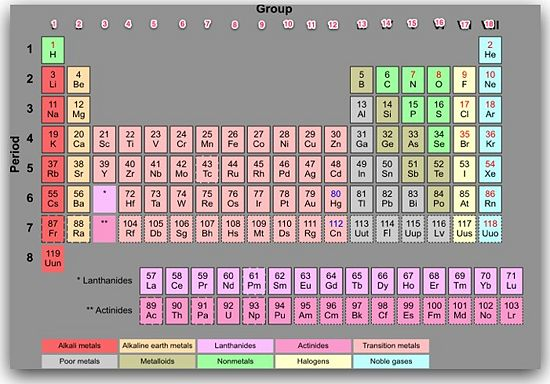 Group
1 2 3 4 5 6 7 8 9 10 11 12 13 14 15 16 17 18
Period
1
1 2
H He
2
3 4 5 6 7 8 9 10
Li Be B C N O F Ne
3
11 12 13 14 15 16 17 18
Na Mg Al Si P S Cl Ar
4
19 20 21 22 23 24 25 26 27 28 29 30 31 32 33 34 35 36
K Ca Sc Ti V Cr Mn Fe Co Ni Cu Zn Ga Ge As Se Br Kr
5
37 38 39 40 41 42 43 44 45 46 47 48 49 50 51 52 53 54
Rb Sr Y Zr Nb Mo Tc Ru Rh Pd Ag Cd In Sn Sb Te I Xe
6
55 56 * 72 73 74 75 76 77 78 79 80 81 82 83 84 85 86
Cs Ba Hf Ta W Re Os Ir Pt Au Hg Tl Pb Bi Po At Rn
7
87 88 ** 104 105 106 107 108 109 110 111 112 113 114 115 116 117 118
Fr Ra Rf Db Sg Bh Hs Mt Ds Rg Cn Uut Fl Uup Lv Uus Uuo
8
119
Uun
* Lanthanides
57 58 59 60 61 62 63 64 65 66 67 68 69 70 71
La Ce Pr Nd Pm Sm Eu Gd Tb Dy Ho Er Tm Yb Lu
** Actinides
89 90 91 92 93 94 95 96 97 98 99 100 101 102 103
Ac Th Pa U Np Pu Am Cm Bk Cf Es Fm Md No Lr
Alkali metals Alkaline earth metals Lanthanides Actinides Transition metals
Poor metals Metalloids Nonmetals Halogens Noble gases